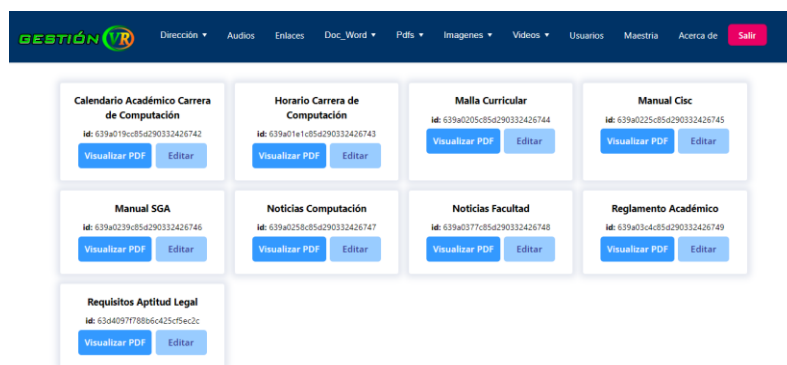 GESTIÓN VR Dirección ▾ Audios Enlaces Doc_Word ▾ Pdfs ▾ Imagenes ▾ Videos ▾ Usuarios Maestria Acerca de Salir
Calendario Académico Carrera
de Computación
id: 639a019cc85d290332426742
Visualizar PDF Editar
Horario Carrera de
Computación
id: 639a01e1c85d290332426743
Visualizar PDF Editar
Malla Curricular
id: 639a0205c85d290332426744
Visualizar PDF Editar
Manual Cisc
id: 639a0225c85d290332426745
Visualizar PDF Editar
Manual SGA
id: 639a0239c85d290332426746
Visualizar PDF Editar
Noticias Computación
id: 639a0258c85d290332426747
Visualizar PDF Editar
Noticias Facultad
id: 639a0377c85d290332426748
Visualizar PDF Editar
Reglamento Académico
id: 639a03c4c85d290332426749
Visualizar PDF Editar
Requisitos Aptitud Legal
id: 63d4097f788b6c425cf5ec2c
Visualizar PDF Editar